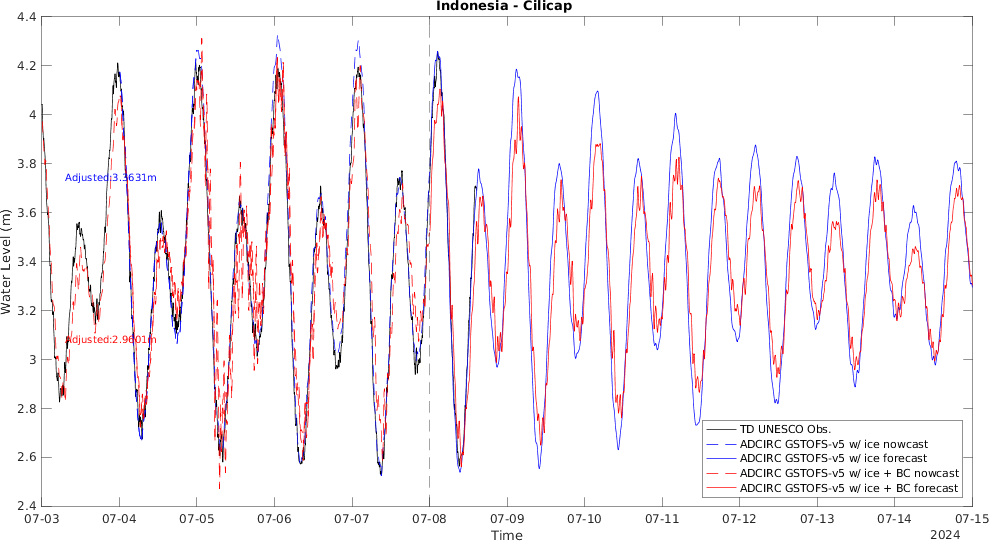 Indonesia - Cilicap
4.4
4.2
4
3.8
3.6
3.4
3.2
3
2.8
2.6
2.4
Water Level (m)
Adjusted:3.3631m
Adjusted:2.9601m
TD UNESCO Obs.
ADCIRC GSTOFS-v5 w/ ice nowcast
ADCIRC GSTOFS-v5 w/ ice forecast
ADCIRC GSTOFS-v5 w/ ice + BC nowcast
ADCIRC GSTOFS-v5 w/ ice + BC forecast
07-03 07-04 07-05 07-06 07-07 07-08 07-09 07-10 07-11 07-12 07-13 07-14 07-15
Time
2024